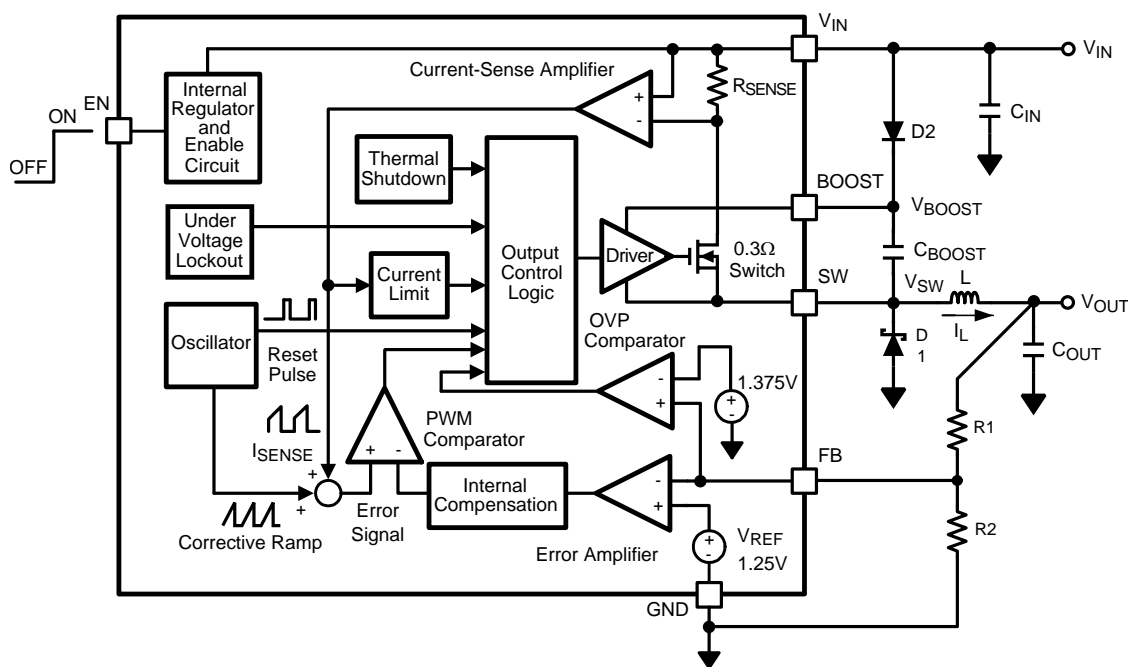 VIN
VIN
Current-Sense Amplifier
RSENSE
EN
ON
OFF
Internal
Regulator
and
Enable
Circuit
+
-
CIN
D2
Thermal
Shutdown
BOOST
VBOOST
Under
Voltage
Lockout
Output
Control
Logic
Driver
0.3Ω
Switch
CBOOST
Current
Limit
SW
VSW
L
VOUT
IL
OVP
Comparator
D
1
COUT
Oscillator
Reset
Pulse
-
+
1.375V
+
-
PWM
Comparator
R1
ISENSE
+
-
FB
+
+
Internal
Compensation
-
+
Error
Signal
Corrective Ramp
Error Amplifier
+
-
VREF
1.25V
R2
GND